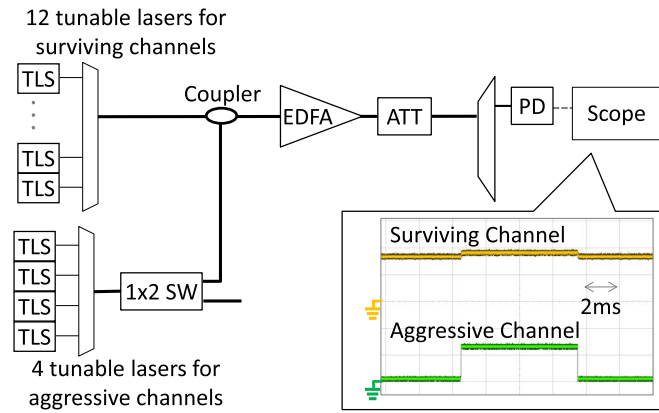 12 tunable lasers for
surviving channels
TLS
Coupler
EDFA
ATT
PD
Scope
TLS
TLS
TLS
TLS
TLS
TLS
1x2 SW
4 tunable lasers for
aggressive channels
Surviving Channel
2ms
Aggressive Channel